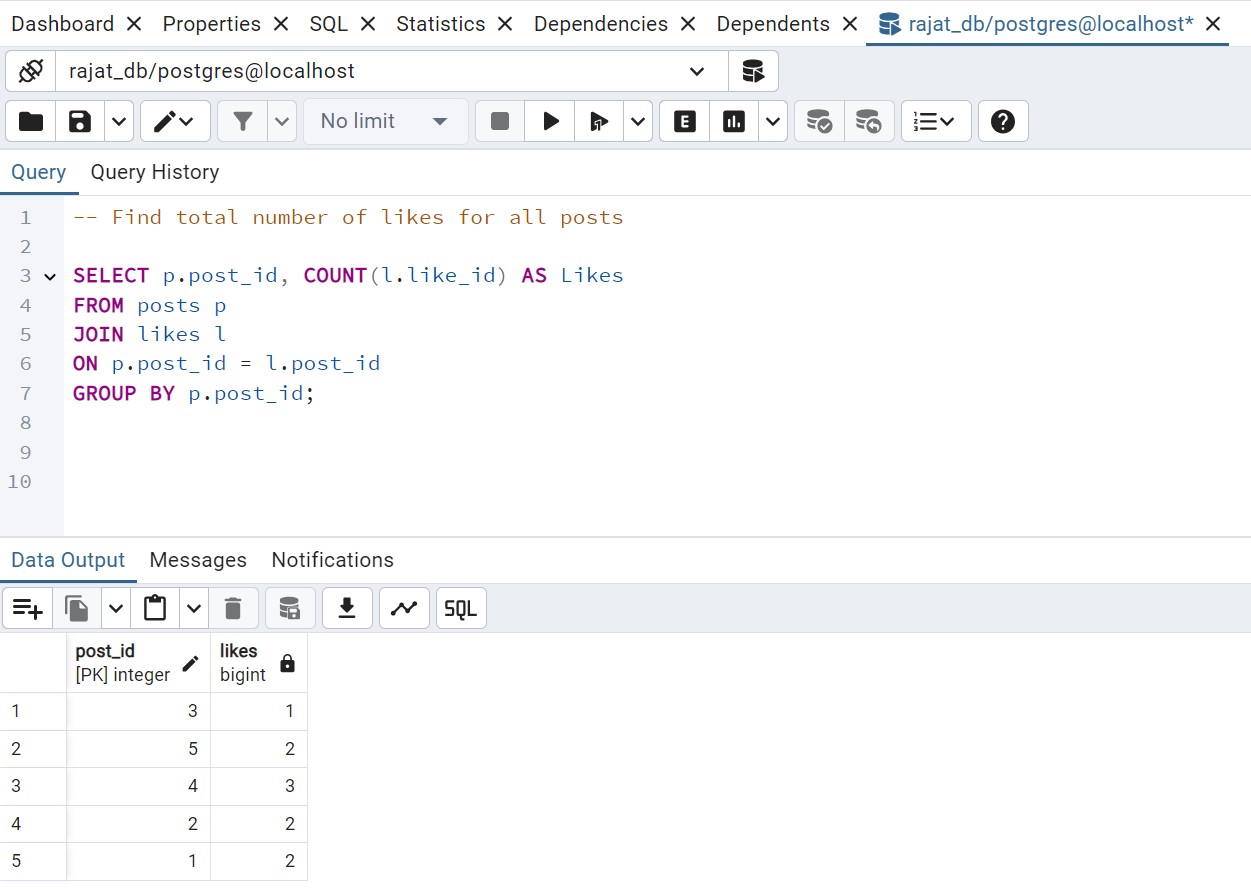 Dashboard Properties SQL Statistics Dependencies Dependents rajat_db/postgres@localhost*
rajat_db/postgres@localhost
No limit
Query Query History
1 -- Find total number of likes for all posts
2
3 SELECT p.post_id, COUNT(l.like_id) AS Likes
4 FROM posts p
5 JOIN likes l
6 ON p.post_id = l.post_id
7 GROUP BY p.post_id;
8
9
10
Data Output Messages Notifications
SQL
post_id likes
[PK] integer bigint
1 3 1
2 5 2
3 4 3
4 2 2
5 1 2